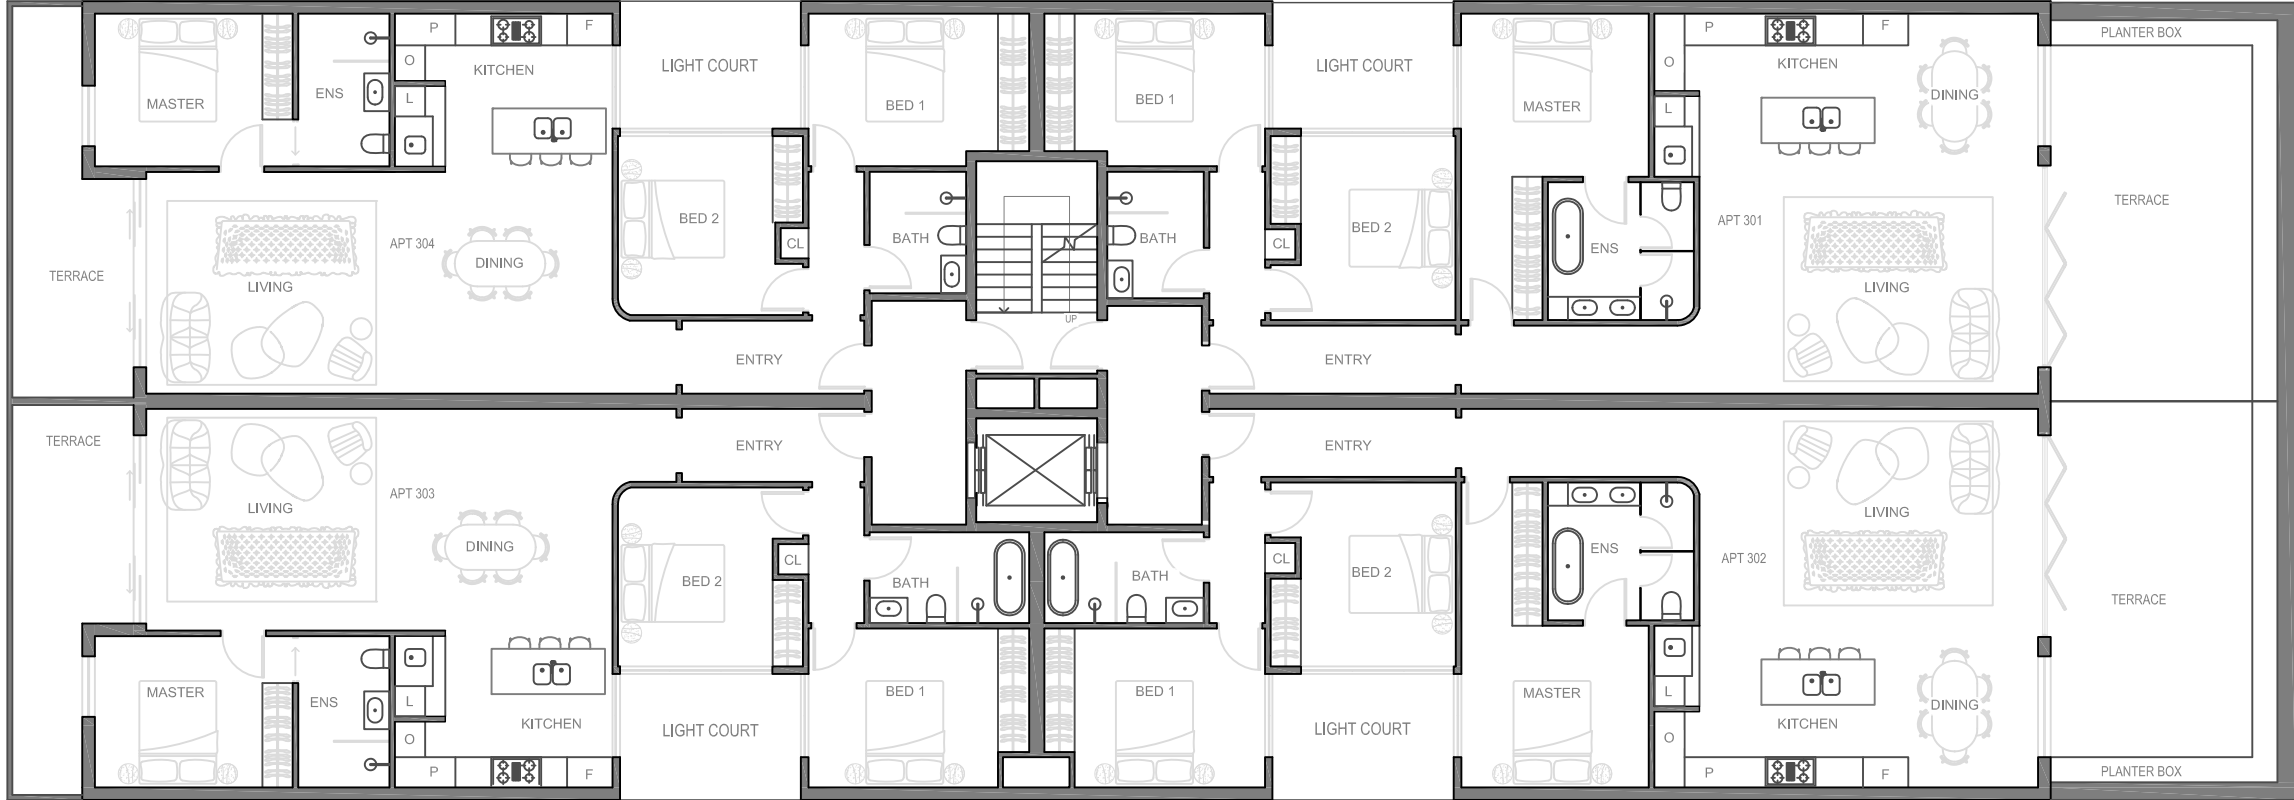 P
F
PLANTER BOX
O
KITCHEN
LIGHT COURT
LIGHT COURT
P
F
O
KITCHEN
ENS
L
MASTER
BED 1
BED 1
MASTER
L
DINING
BED 2
BED 2
APT 301
TERRACE
APT 304
CL
BATH
BATH
CL
ENS
DINING
TERRACE
LIVING
LIVING
UP
ENTRY
ENTRY
TERRACE
ENTRY
ENTRY
APT 303
LIVING
LIVING
DINING
CL
CL
ENS
APT 302
BED 2
BATH
BATH
BED 2
TERRACE
MASTER
ENS
L
BED 1
BED 1
MASTER
L
DINING
KITCHEN
LIGHT COURT
LIGHT COURT
KITCHEN
O
O
P
F
P
F
PLANTER BOX